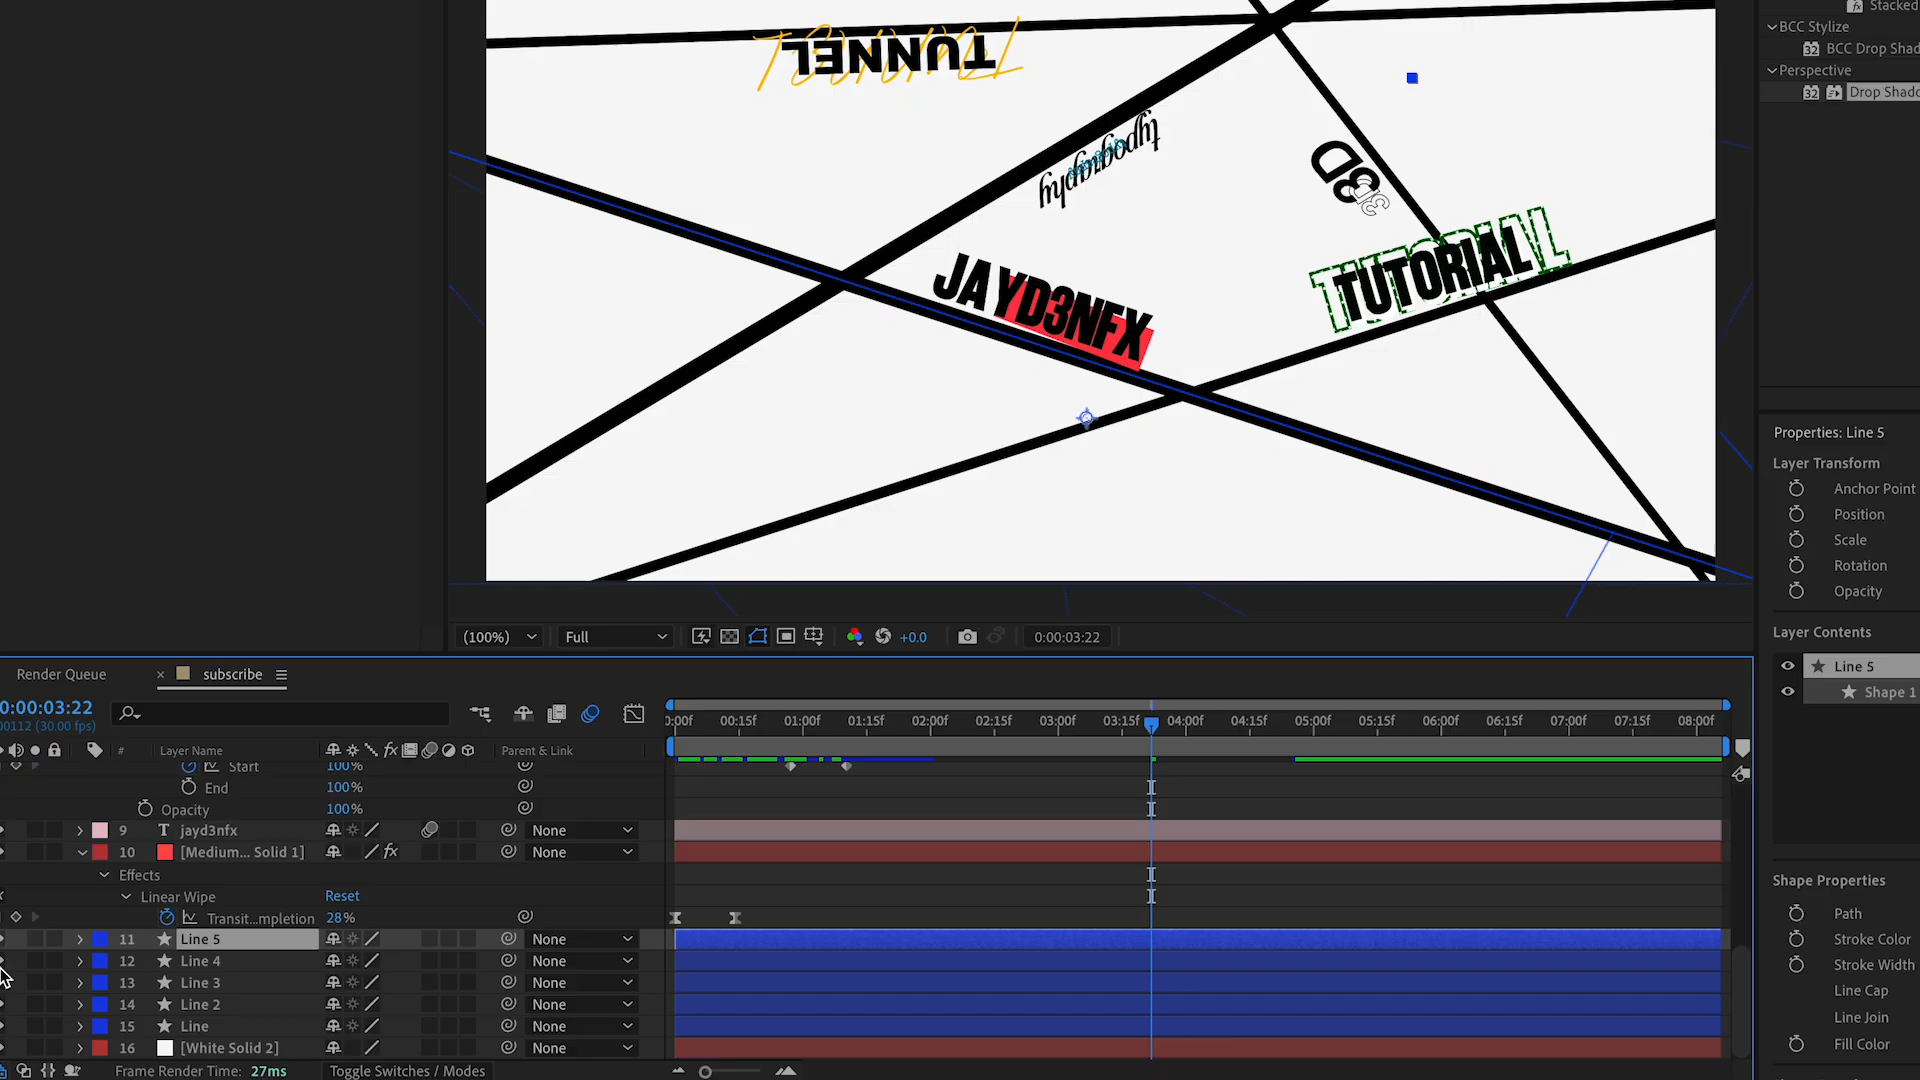 TUNNEL
Tunnel
typography
3D
3D
JAYD3NFX
TUTORIAL
TUTORIAL
Stacked
BCC Stylize
32 BCC Drop Shad
Perspective
32 Drop Shado
Properties: Line 5
Layer Transform
Anchor Point
Position
Scale
Rotation
Opacity
Layer Contents
Line 5
Shape 1
(100%) Full +0.0 0:00:03:22
Render Queue × subscribe
0:00:03:22
00112 (30.00 fps)
0:00f 00:15f 01:00f 01:15f 02:00f 02:15f 03:00f 03:15f 04:00f 04:15f 05:00f 05:15f 06:00f 06:15f 07:00f 07:15f 08:00f
# Layer Name fx Parent & Link
Start 100%
End 100%
Opacity 100%
9 T jayd3nfx None
10 [Medium... Solid 1] fx None
Effects
Linear Wipe Reset
Transit...mpletion 28%
11 Line 5 None
12 Line 4 None
13 Line 3 None
14 Line 2 None
15 Line None
16 [White Solid 2] None
Frame Render Time: 27ms Toggle Switches / Modes
Shape Properties
Path
Stroke Color
Stroke Width
Line Cap
Line Join
Fill Color